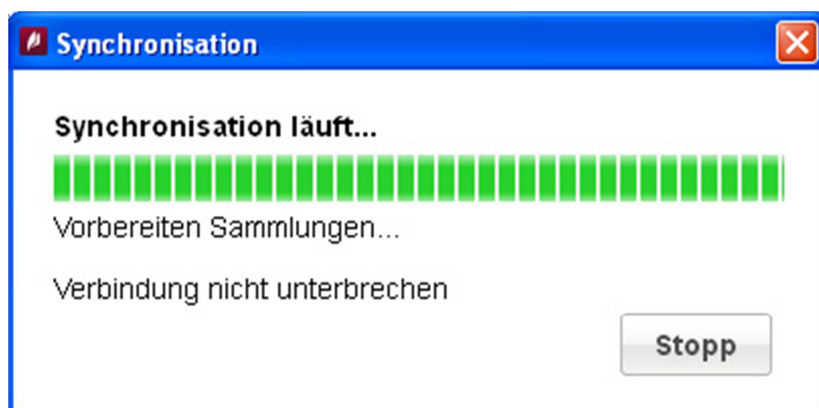 Synchronisation
Synchronisation läuft...
Vorbereiten Sammlungen...
Verbindung nicht unterbrechen
Stopp